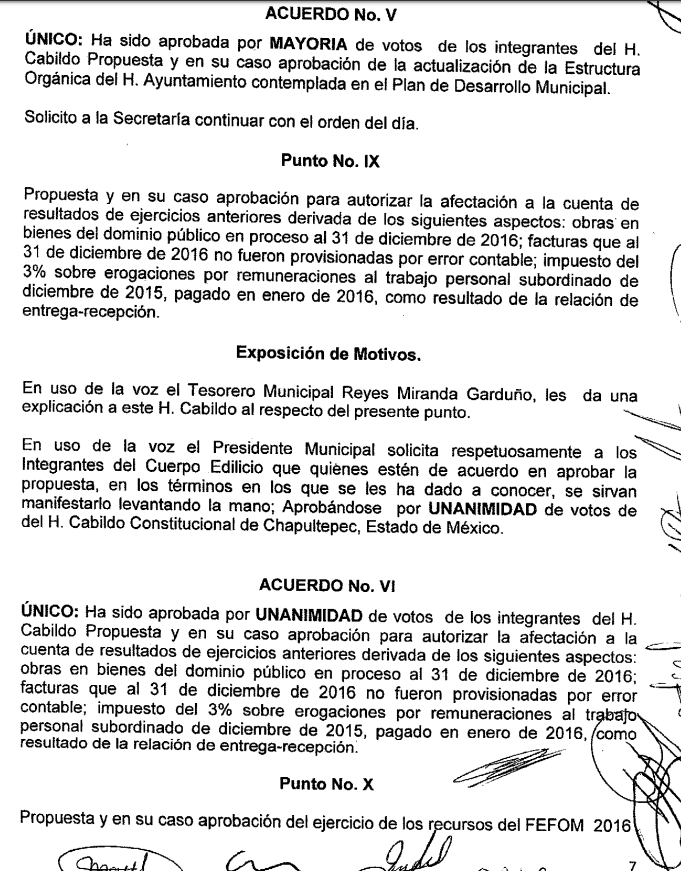 ACUERDO No. V
ÚNICO: Ha sido aprobada por MAYORIA de votos de los integrantes del H.
Cabildo Propuesta y en su caso aprobación de la actualización de la Estructura
Orgánica del H. Ayuntamiento contemplada en el Plan de Desarrollo Municipal.
Solicito a la Secretaría continuar con el orden del día.
Punto No. IX
Propuesta y en su caso aprobación para autorizar la afectación a la cuenta de
resultados de ejercicios anteriores derivada de los siguientes aspectos: obras en
bienes del dominio público en proceso al 31 de diciembre de 2016; facturas que al
31 de diciembre de 2016 no fueron provisionadas por error contable; impuesto del
3% sobre erogaciones por remuneraciones al trabajo personal subordinado de
diciembre de 2015, pagado en enero de 2016, como resultado de la relación de
entrega-recepción.
Exposición de Motivos.
En uso de la voz el Tesorero Municipal Reyes Miranda Garduño, les da una
explicación a este H. Cabildo al respecto del presente punto.
En uso de la voz el Presidente Municipal solicita respetuosamente a los
Integrantes del Cuerpo Edilicio que quienes estén de acuerdo en aprobar la
propuesta, en los términos en los que se les ha dado a conocer, se sirvan
manifestarlo levantando la mano; Aprobándose por UNANIMIDAD de votos de
del H. Cabildo Constitucional de Chapultepec, Estado de México.
ACUERDO No. VI
ÚNICO: Ha sido aprobada por UNANIMIDAD de votos de los integrantes del H.
Cabildo Propuesta y en su caso aprobación para autorizar la afectación a la
cuenta de resultados de ejercicios anteriores derivada de los siguientes aspectos:
obras en bienes del dominio público en proceso al 31 de diciembre de 2016;
facturas que al 31 de diciembre de 2016 no fueron provisionadas por error
contable; impuesto del 3% sobre erogaciones por remuneraciones al trabajo
personal subordinado de diciembre de 2015, pagado en enero de 2016, como
resultado de la relación de entrega-recepción.
Punto No. X
Propuesta y en su caso aprobación del ejercicio de los recursos del FEFOM 2016
7